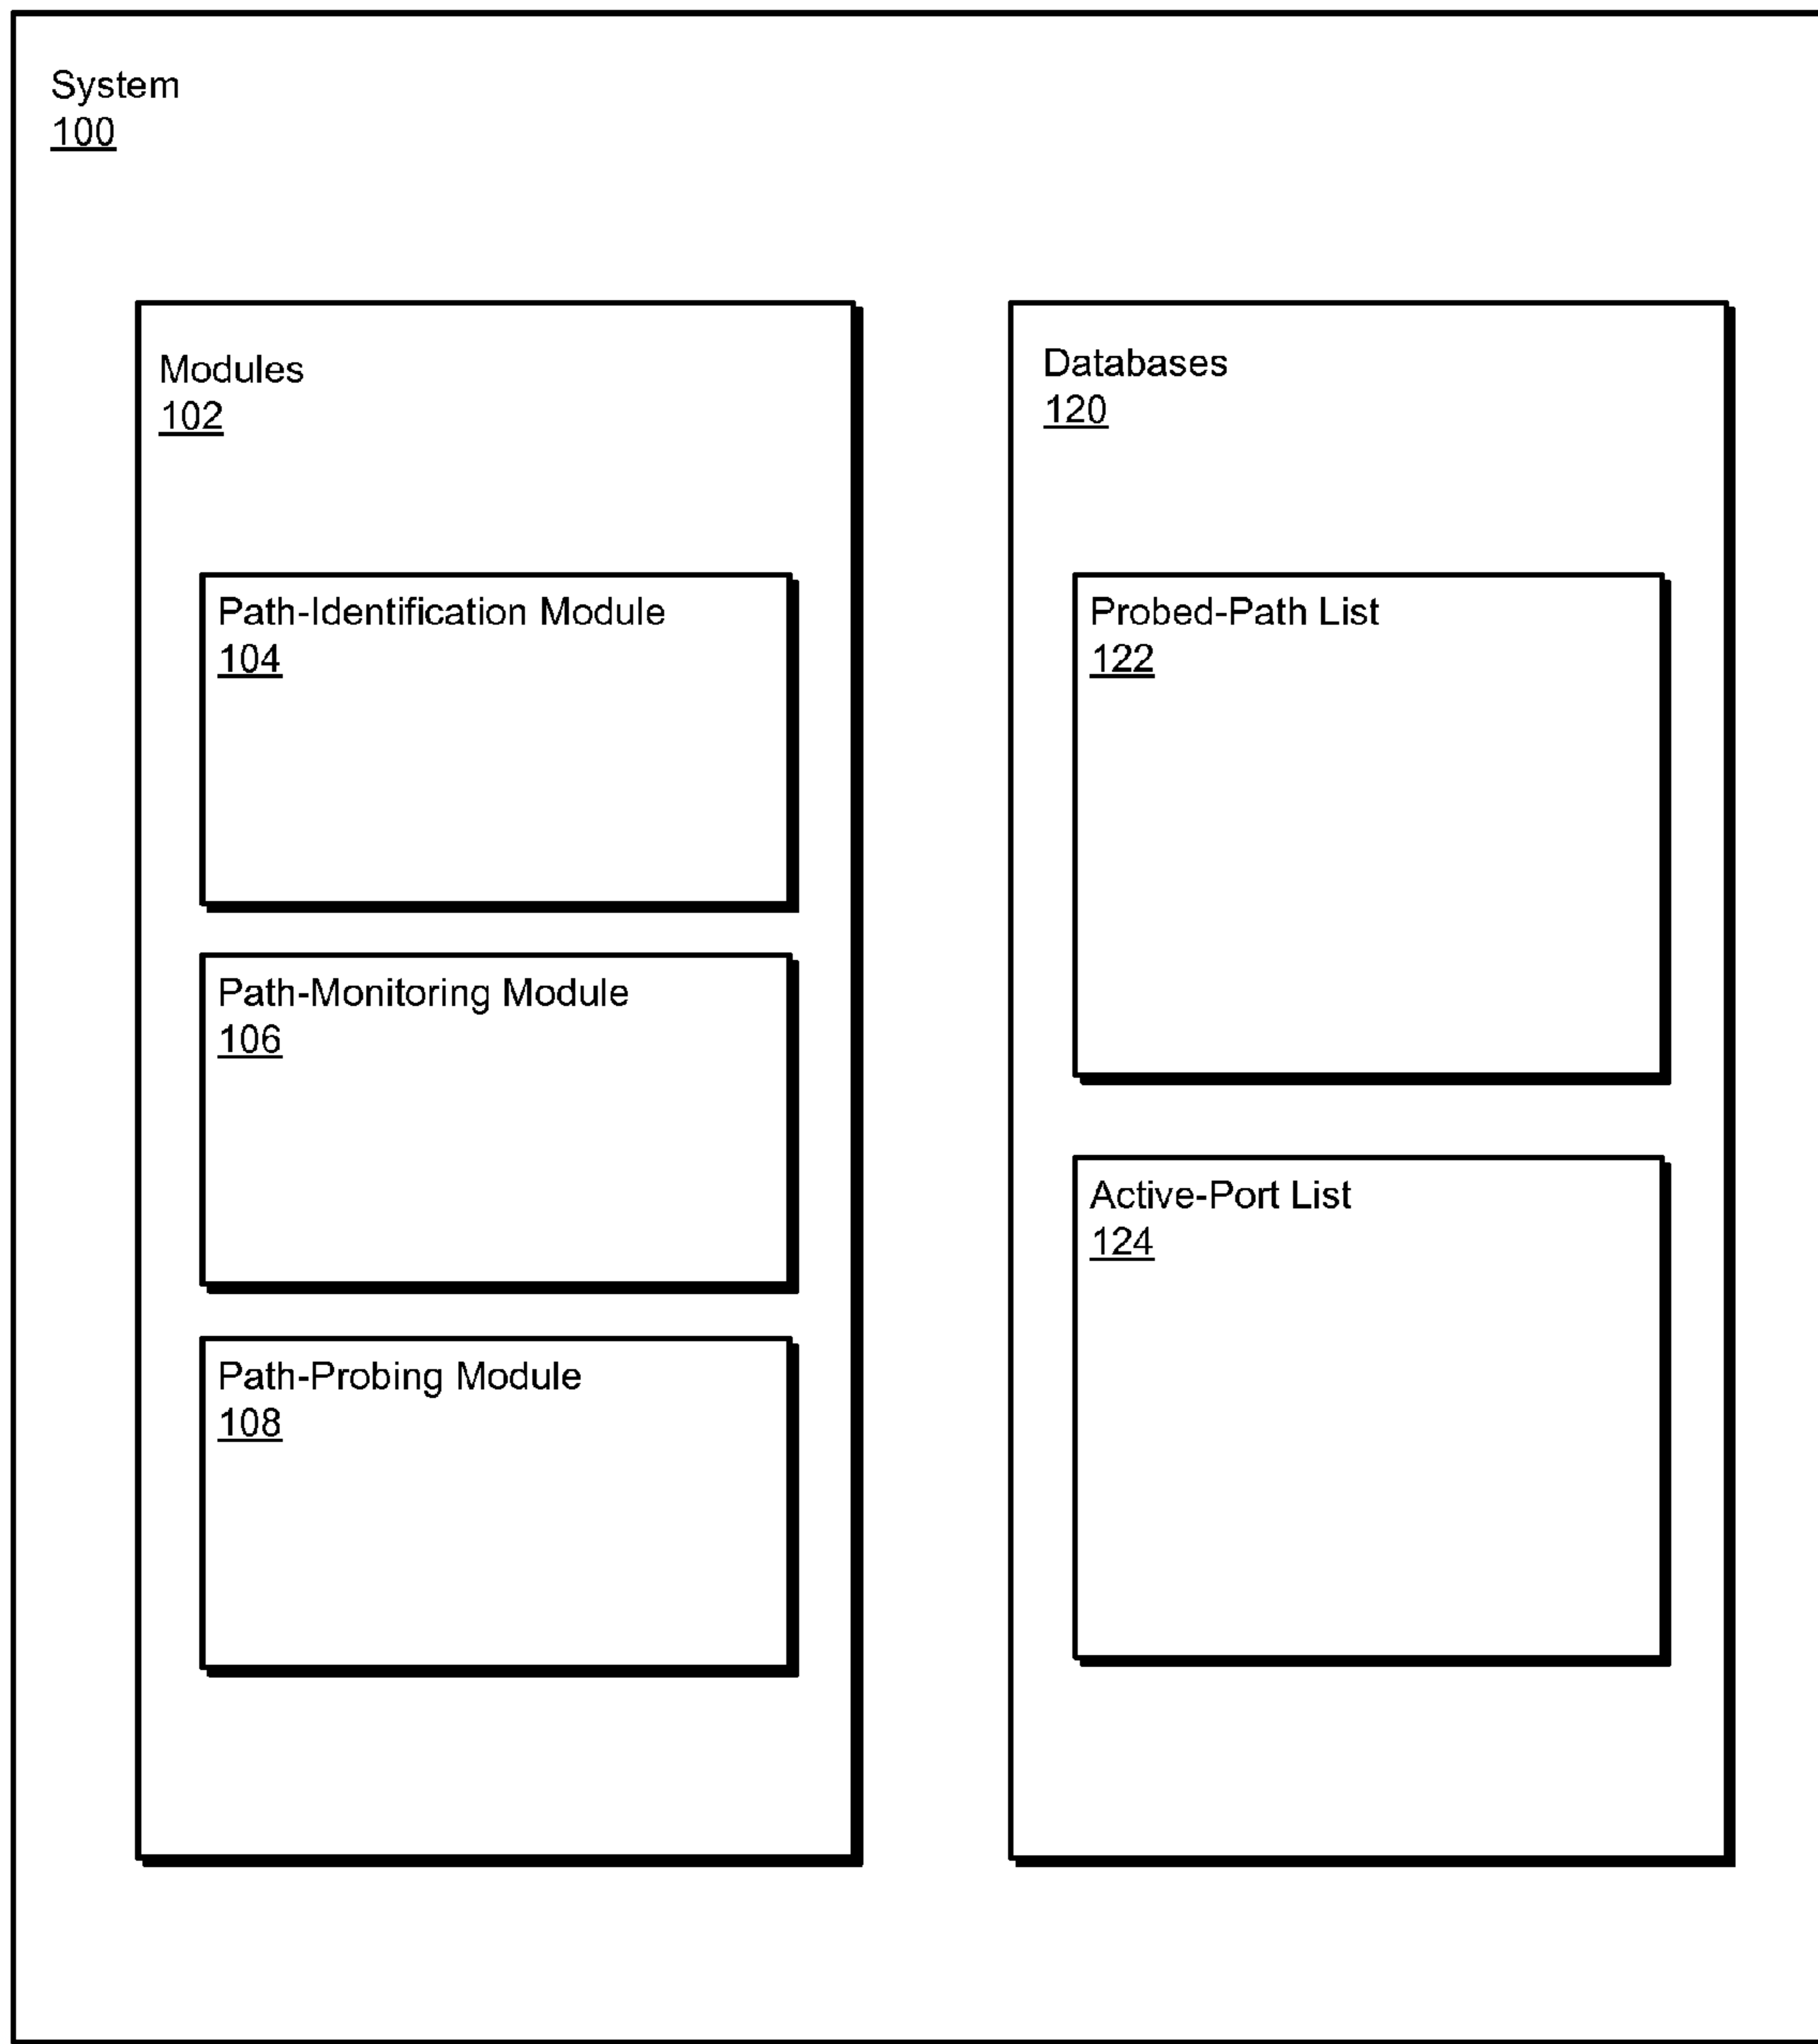 System
100
Modules
102
Path-Identification Module
104
Path-Monitoring Module
106
Path-Probing Module
108
Databases
120
Probed-Path List
122
Active-Port List
124